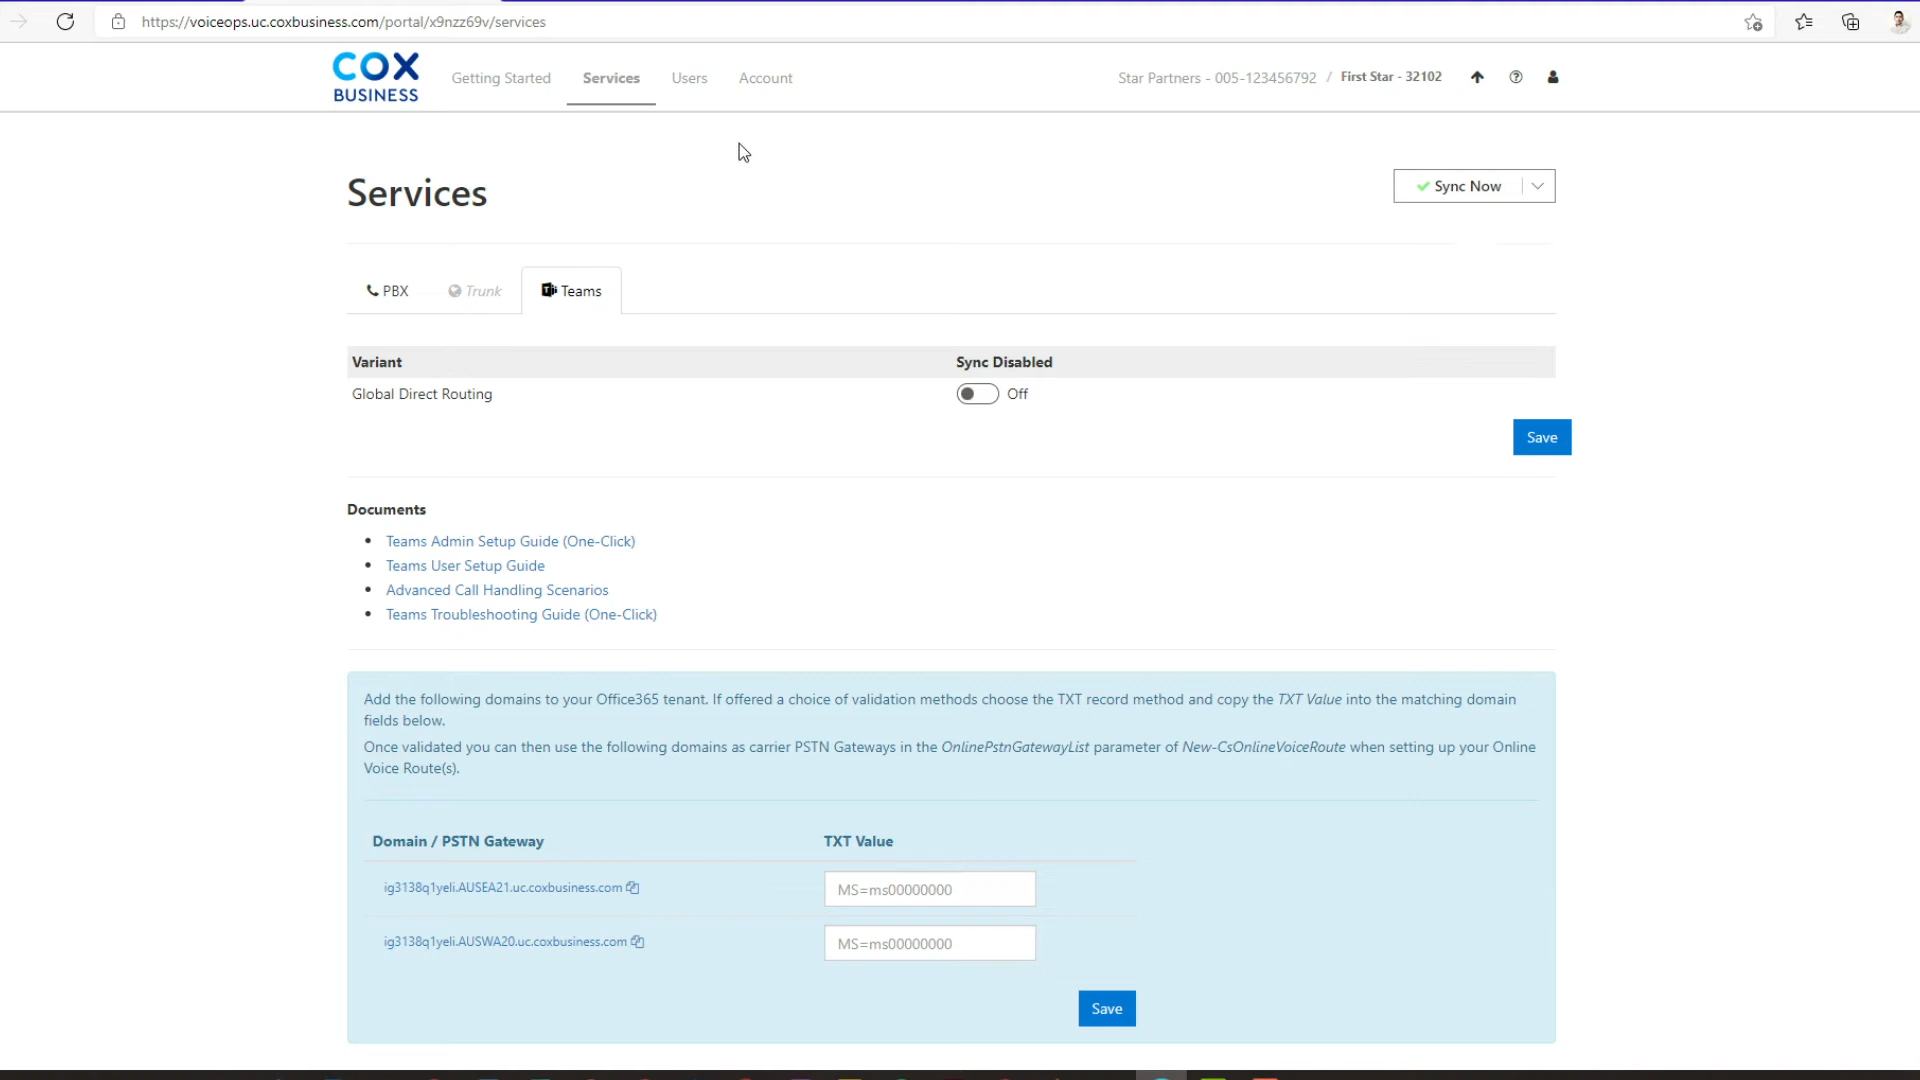 https://voiceops.uc.coxbusiness.com/portal/x9nzz69v/services
COX
BUSINESS
Getting Started
Services
Users
Account
Star Partners - 005-123456792 / First Star - 32102
Services
Sync Now
PBX
Trunk
Teams
Variant
Sync Disabled
Global Direct Routing
Off
Save
Documents
Teams Admin Setup Guide (One-Click)
Teams User Setup Guide
Advanced Call Handling Scenarios
Teams Troubleshooting Guide (One-Click)
Add the following domains to your Office365 tenant. If offered a choice of validation methods choose the TXT record method and copy the TXT Value into the matching domain
fields below.
Once validated you can then use the following domains as carrier PSTN Gateways in the OnlinePstnGatewayList parameter of New-CsOnlineVoiceRoute when setting up your Online
Voice Route(s).
Domain / PSTN Gateway
TXT Value
ig3138q1yeli.AUSEA21.uc.coxbusiness.com
MS=ms00000000
ig3138q1yeli.AUSWA20.uc.coxbusiness.com
MS=ms00000000
Save